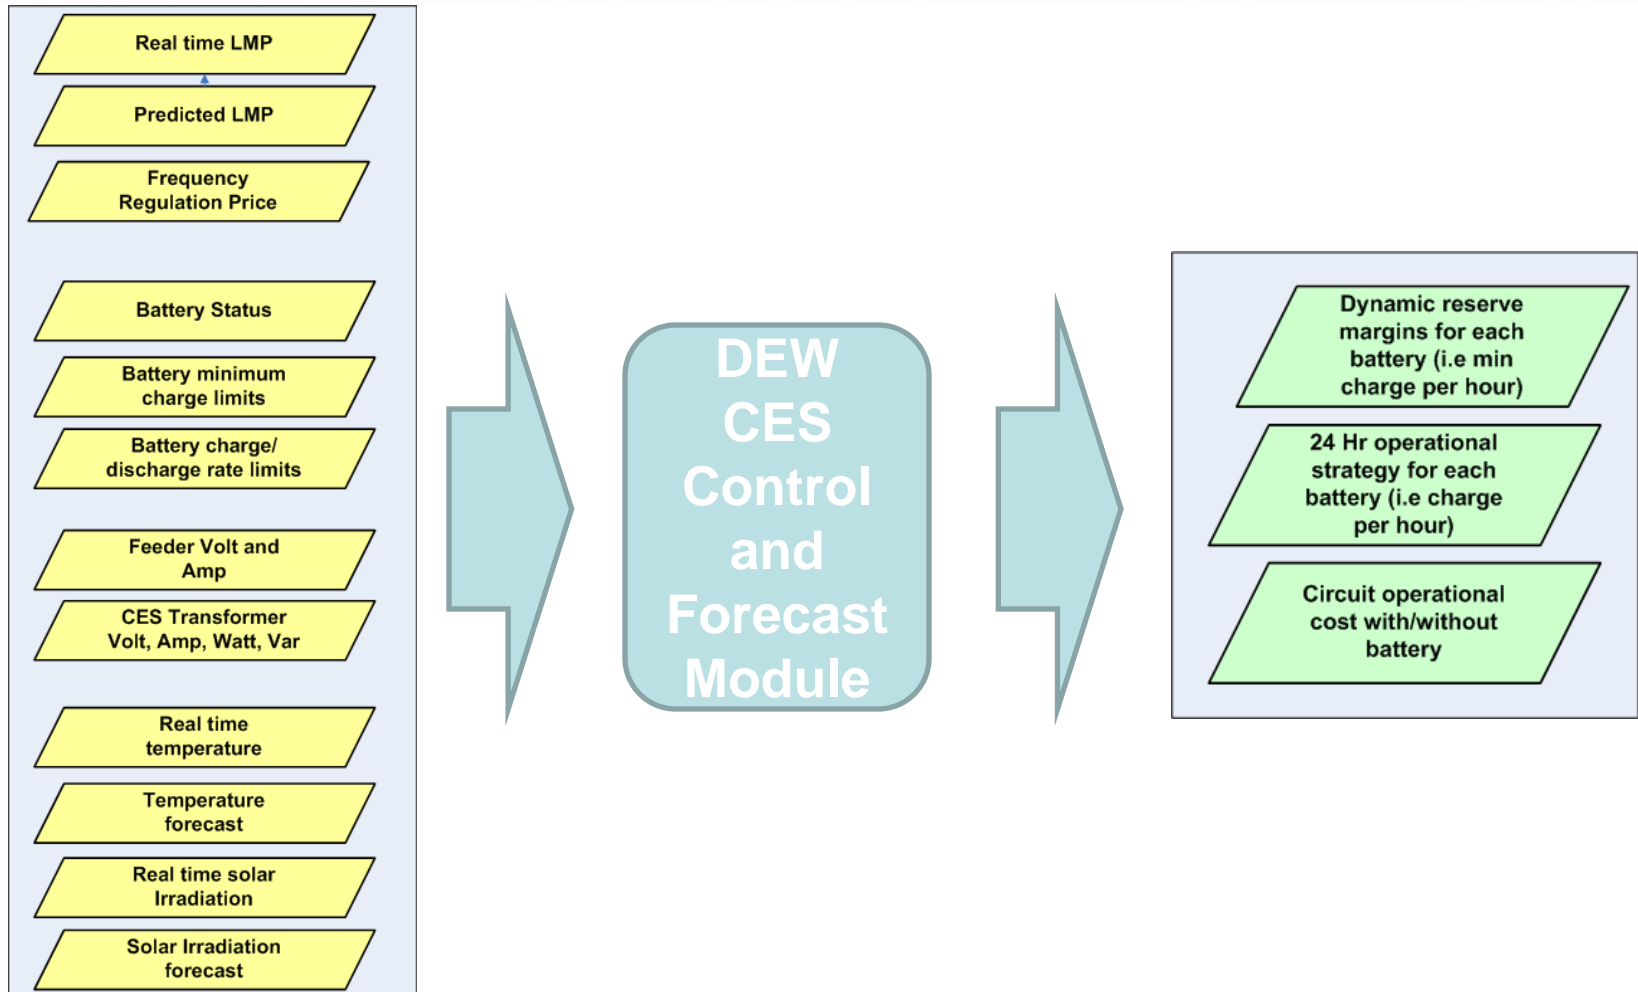 Real time LMP
Predicted LMP
Frequency
Regulation Price
Battery Status
Battery minimum
charge limits
Battery charge/
discharge rate limits
Feeder Volt and
Amp
CES Transformer
Volt, Amp, Watt, Var
Real time
temperature
Temperature
forecast
Real time solar
Irradiation
Solar Irradiation
forecast
DEW
CES
Control
and
Forecast
Module
Dynamic reserve
margins for each
battery (i.e min
charge per hour)
24 Hr operational
strategy for each
battery (i.e charge
per hour)
Circuit operational
cost with/without
battery